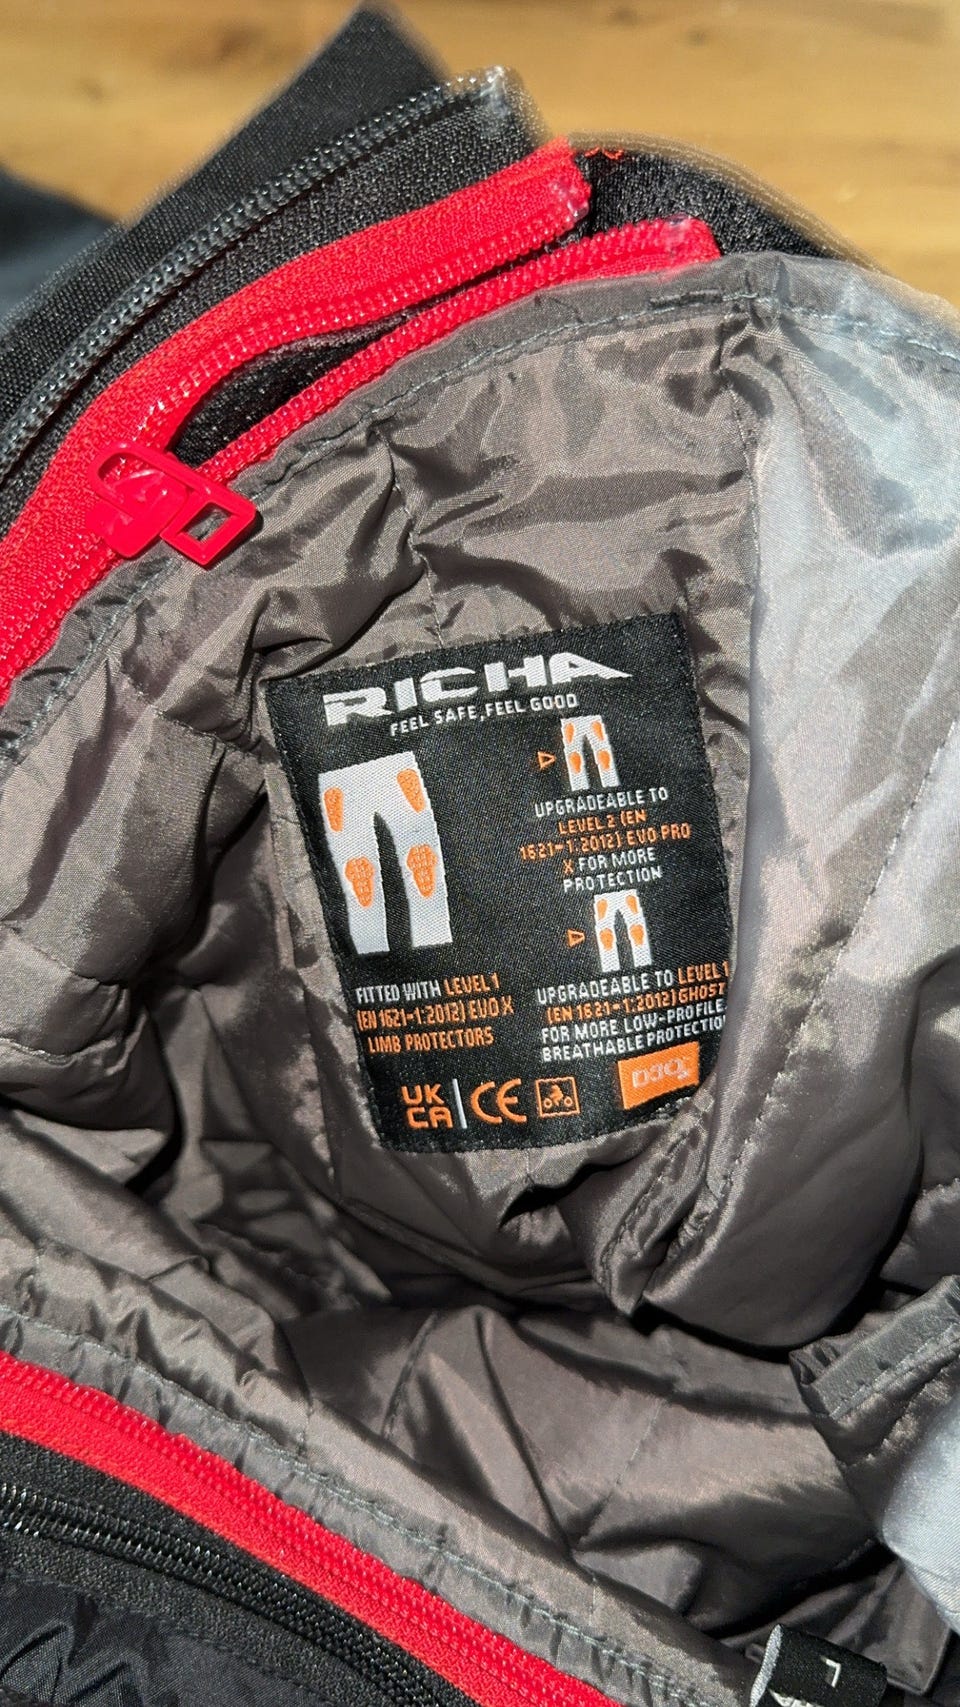 RICHA
FEEL SAFE, FEEL GOOD
UPGRADEABLE TO
LEVEL 2 (EN
1621-1:2012) EVO PRO
X FOR MORE
PROTECTION
FITTED WITH LEVEL 1
(EN 1621-1:2012) EVO X
LIMB PROTECTORS
UPGRADEABLE TO LEVEL 1
(EN 1621-1:2012) GHOST
FOR MORE LOW-PROFILE,
BREATHABLE PROTECTION
UK
CA
CE
D3O
L